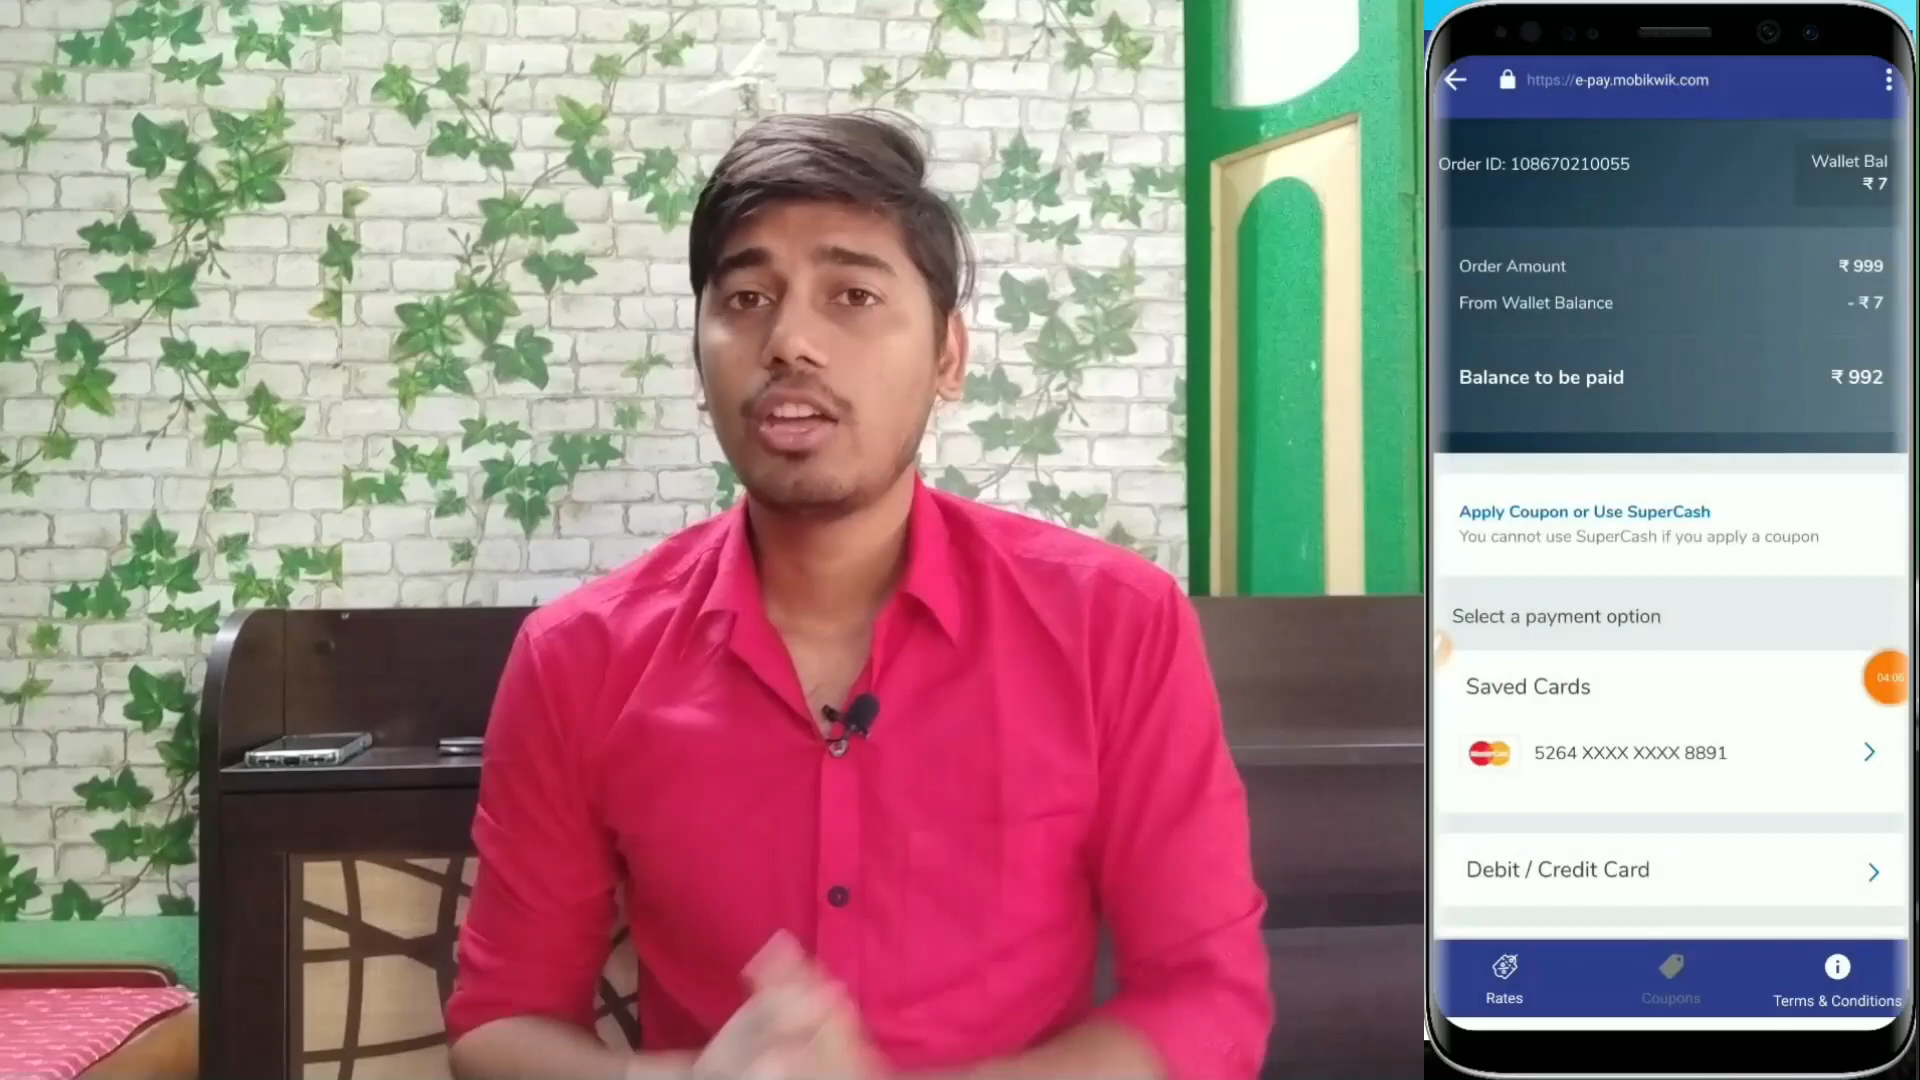 https://e-pay.mobikwik.com
Order ID: 108670210055
Wallet Bal
₹ 7
Order Amount ₹ 999
From Wallet Balance - ₹ 7
Balance to be paid ₹ 992
Apply Coupon or Use SuperCash
You cannot use SuperCash if you apply a coupon
Select a payment option
04:06
Saved Cards
5264 XXXX XXXX 8891
Debit / Credit Card
Rates
Coupons
Terms & Conditions